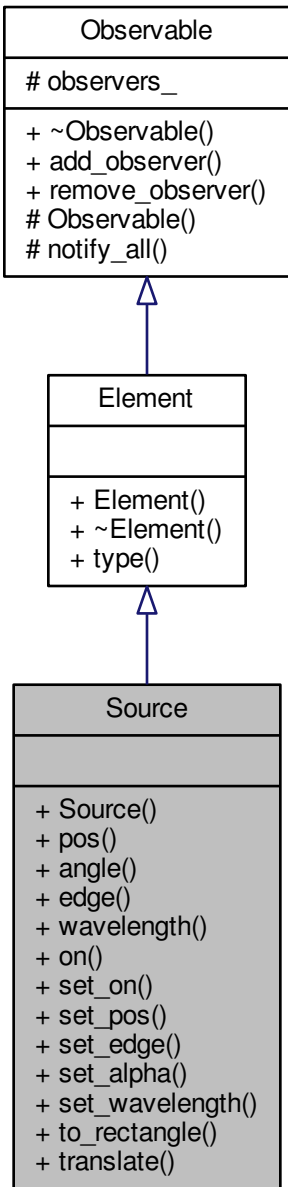 Observable
# observers_
+ ~Observable()
+ add_observer()
+ remove_observer()
# Observable()
# notify_all()
Element
+ Element()
+ ~Element()
+ type()
Source
+ Source()
+ pos()
+ angle()
+ edge()
+ wavelength()
+ on()
+ set_on()
+ set_pos()
+ set_edge()
+ set_alpha()
+ set_wavelength()
+ to_rectangle()
+ translate()